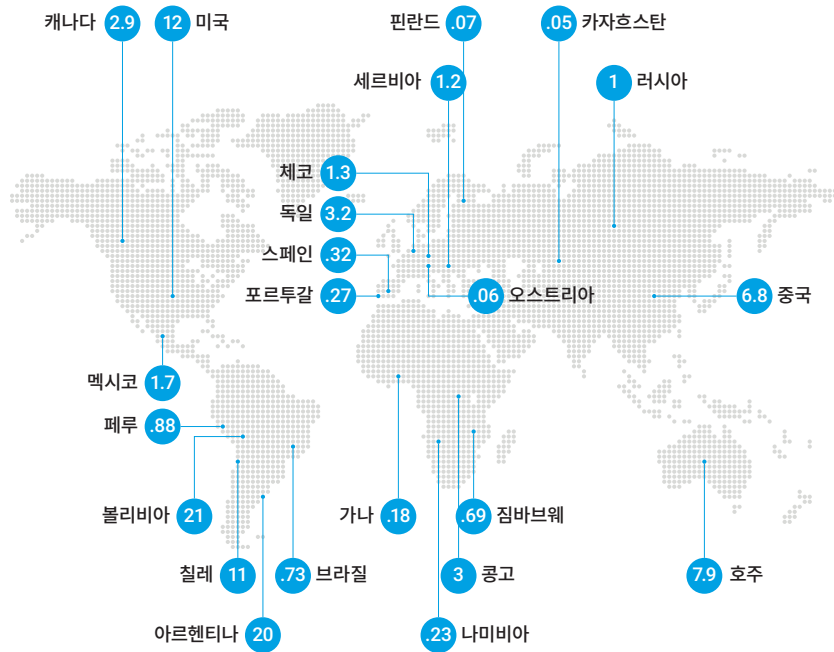 캐나다 2.9
12 미국
핀란드 .07
.05 카자흐스탄
세르비아 1.2
1 러시아
체코 1.3
독일 3.2
스페인 .32
포르투갈 .27
.06 오스트리아
6.8 중국
멕시코 1.7
페루 .88
볼리비아 21
가나 .18
.69 짐바브웨
칠레 11
.73 브라질
3 콩고
7.9 호주
아르헨티나 20
.23 나미비아